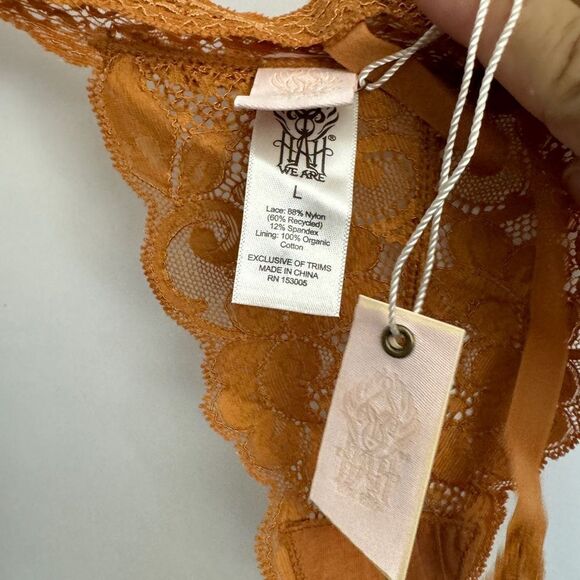 HAH®
WE ARE
L
Lace: 88% Nylon
(60% Recycled)
12% Spandex
Lining: 100% Organic
Cotton
EXCLUSIVE OF TRIMS
MADE IN CHINA
RN 153005
HAH